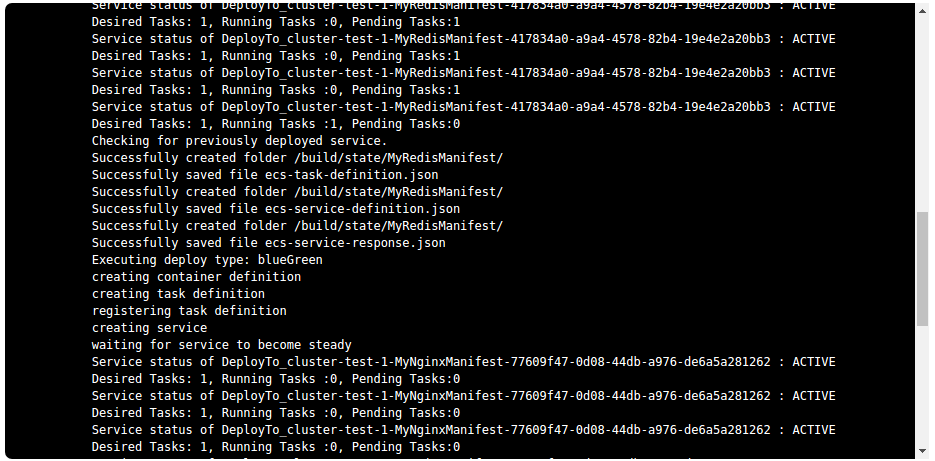 Service status of DeployTo_cluster-test-1-MyRedisManifest-417834a0-a9a4-4578-82b4-19e4e2a20bb3 : ACTIVE
Desired Tasks: 1, Running Tasks :0, Pending Tasks:1
Service status of DeployTo_cluster-test-1-MyRedisManifest-417834a0-a9a4-4578-82b4-19e4e2a20bb3 : ACTIVE
Desired Tasks: 1, Running Tasks :0, Pending Tasks:1
Service status of DeployTo_cluster-test-1-MyRedisManifest-417834a0-a9a4-4578-82b4-19e4e2a20bb3 : ACTIVE
Desired Tasks: 1, Running Tasks :0, Pending Tasks:1
Service status of DeployTo_cluster-test-1-MyRedisManifest-417834a0-a9a4-4578-82b4-19e4e2a20bb3 : ACTIVE
Desired Tasks: 1, Running Tasks :1, Pending Tasks:0
Checking for previously deployed service.
Successfully created folder /build/state/MyRedisManifest/
Successfully saved file ecs-task-definition.json
Successfully created folder /build/state/MyRedisManifest/
Successfully saved file ecs-service-definition.json
Successfully created folder /build/state/MyRedisManifest/
Successfully saved file ecs-service-response.json
Executing deploy type: blueGreen
creating container definition
creating task definition
registering task definition
creating service
waiting for service to become steady
Service status of DeployTo_cluster-test-1-MyNginxManifest-77609f47-0d08-44db-a976-de6a5a281262 : ACTIVE
Desired Tasks: 1, Running Tasks :0, Pending Tasks:0
Service status of DeployTo_cluster-test-1-MyNginxManifest-77609f47-0d08-44db-a976-de6a5a281262 : ACTIVE
Desired Tasks: 1, Running Tasks :0, Pending Tasks:0
Service status of DeployTo_cluster-test-1-MyNginxManifest-77609f47-0d08-44db-a976-de6a5a281262 : ACTIVE
Desired Tasks: 1, Running Tasks :0, Pending Tasks:0